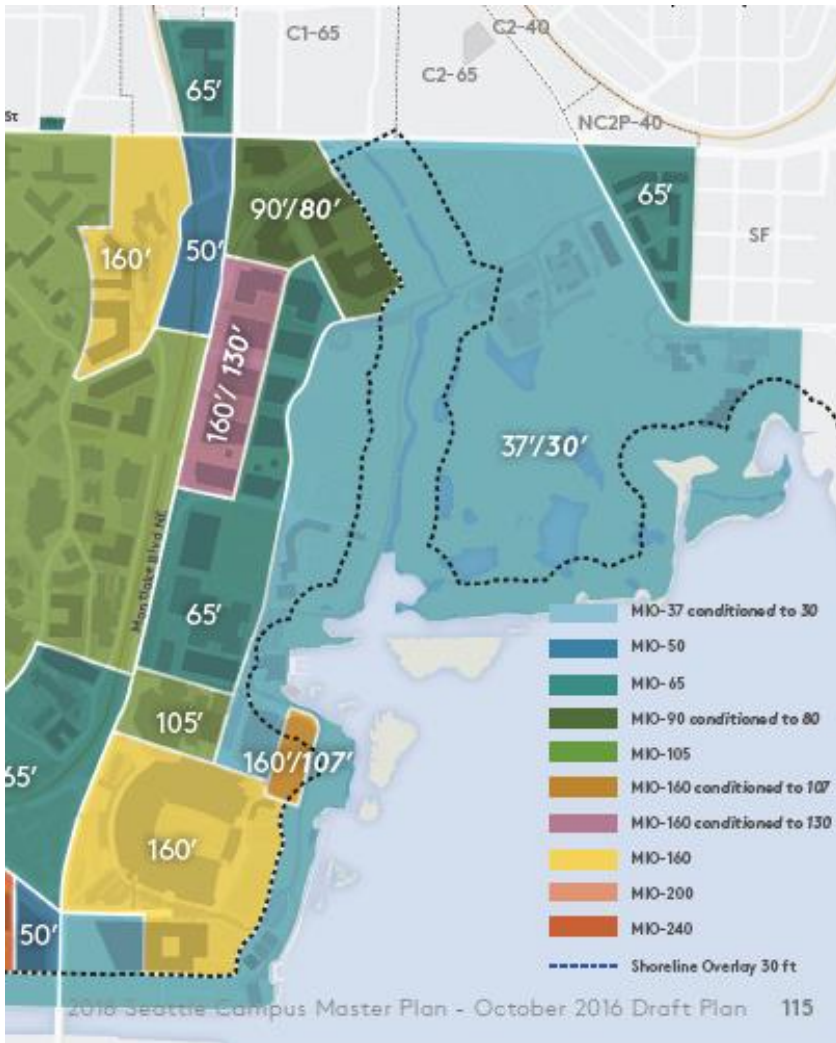 C1-65
C2-40
C2-65
65'
St
NC2P-40
90'/80'
65'
160'
50'
SF
160'/ 130'
37'/30'
Montlake Blvd NE
65'
105'
160'/107'
65'
160'
50'
MIO-37 conditioned to 30
MIO-50
MIO-65
MIO-90 conditioned to 80
MIO-105
MIO-160 conditioned to 107
MIO-160 conditioned to 130
MIO-160
MIO-200
MIO-240
Shoreline Overlay 30 ft
2018 Seattle Campus Master Plan - October 2016 Draft Plan 115